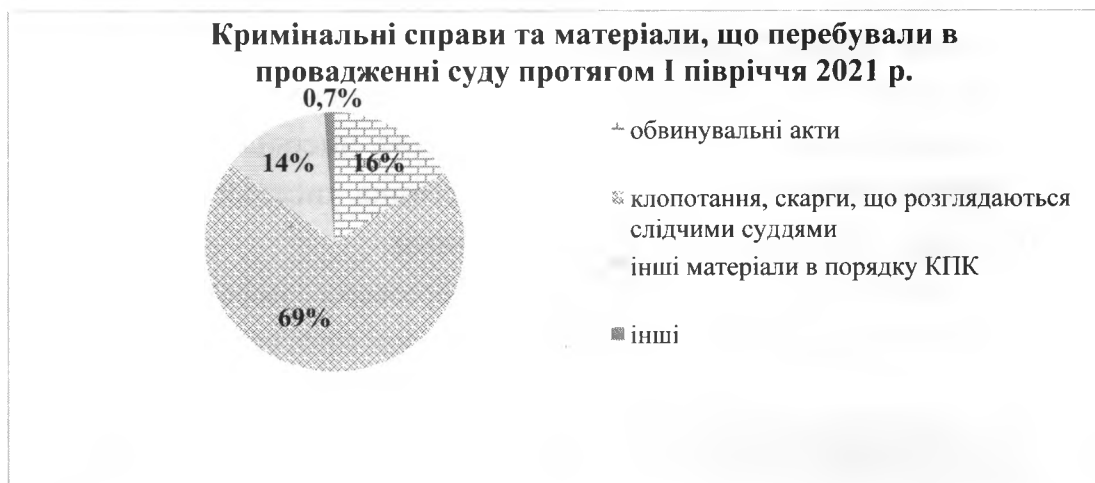 Кримінальні справи та матеріали, що перебували в
провадженні суду протягом І півріччя 2021 р.
0,7%
14%
16%
69%
обвинувальні акти
клопотання, скарги, що розглядаються
слідчими суддями
інші матеріали в порядку КПК
інші